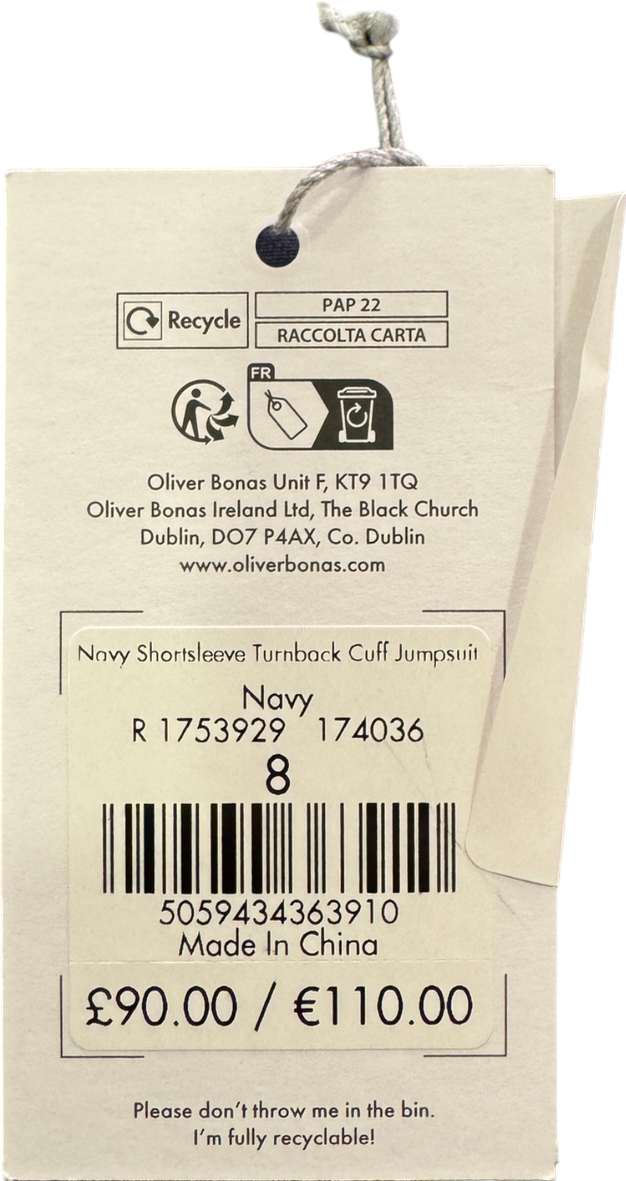 Recycle
PAP 22
RACCOLTA CARTA
FR
Oliver Bonas Unit F, KT9 1TQ
Oliver Bonas Ireland Ltd, The Black Church
Dublin, DO7 P4AX, Co. Dublin
www.oliverbonas.com
Navy Shortsleeve Turnback Cuff Jumpsuit
Navy
R 1753929 174036
8
5059434363910
Made In China
£90.00 / €110.00
Please don't throw me in the bin.
I'm fully recyclable!